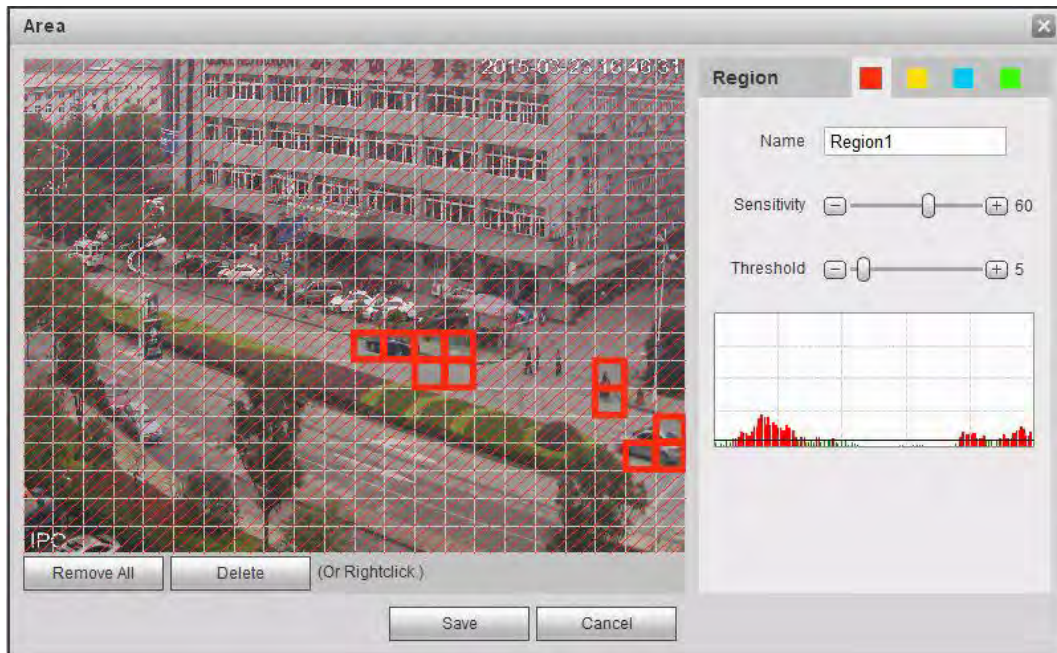 Area
2015-03-23 16:46:31
Region
Name
Region1
Sensitivity
60
Threshold
5
IPC
Remove All
Delete
(Or Rightclick.)
Save
Cancel